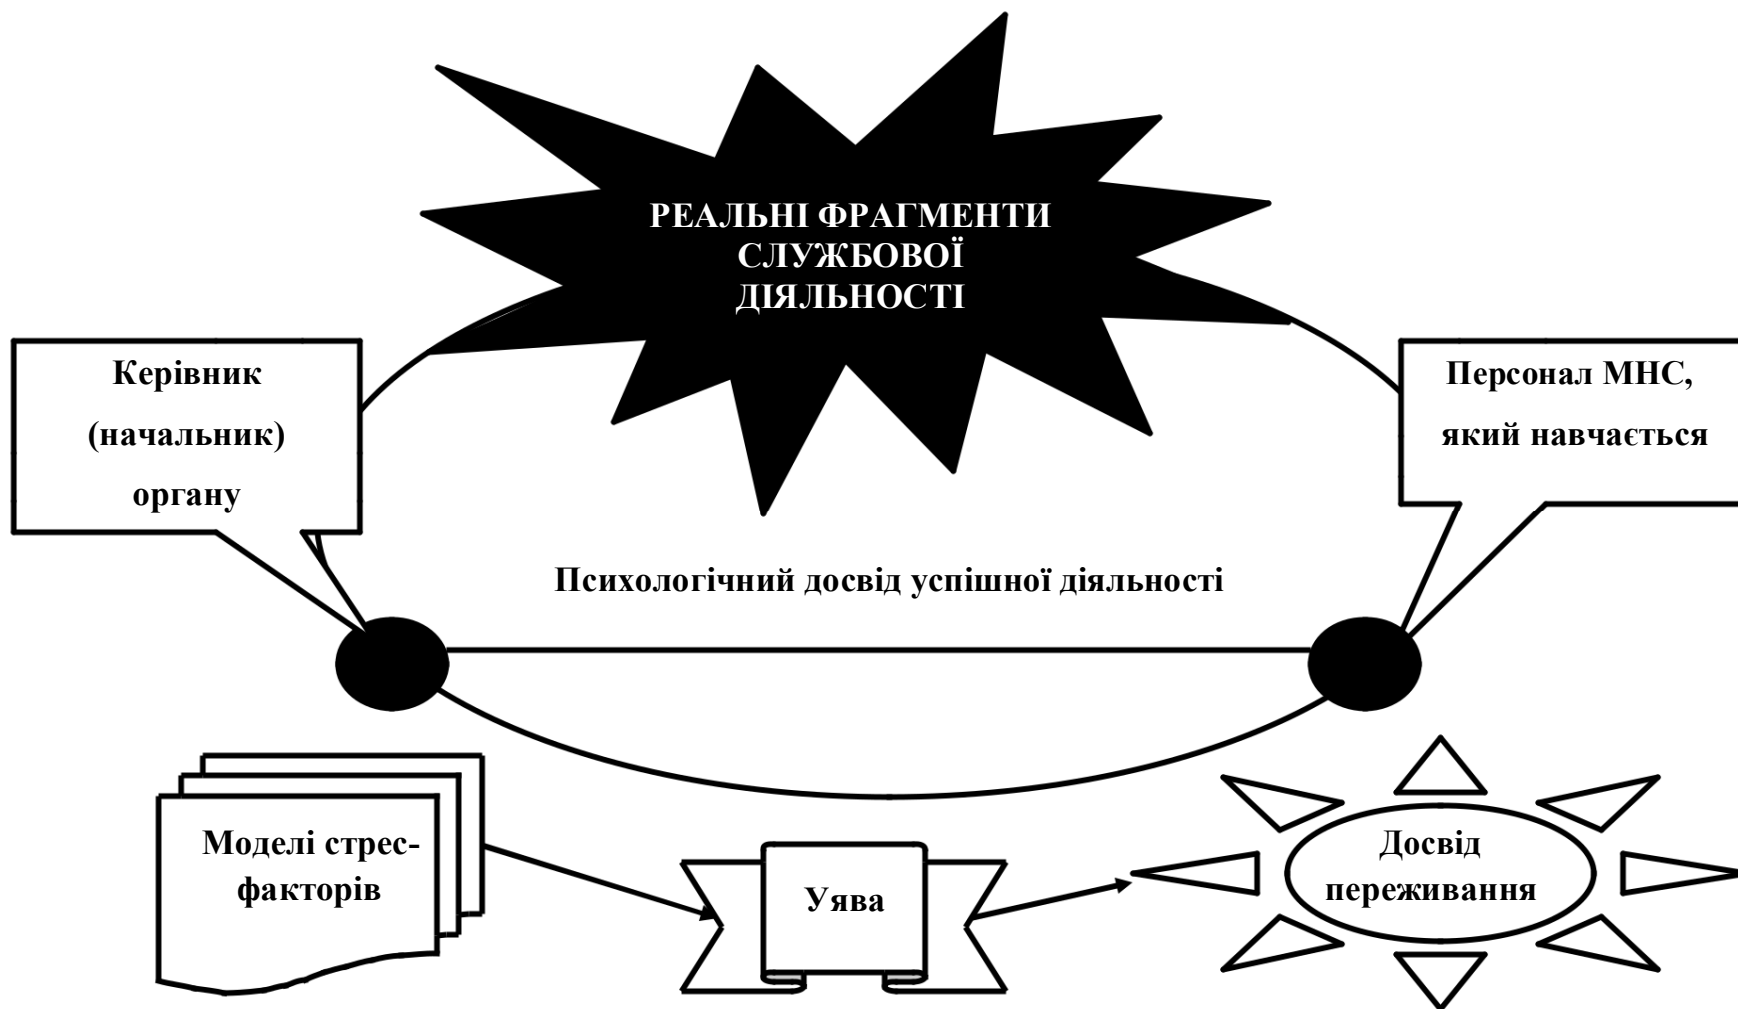 РЕАЛЬНІ ФРАГМЕНТИ
СЛУЖБОВОЇ
ДІЯЛЬНОСТІ
Керівник
(начальник)
органу
Персонал МНС,
який навчається
Психологічний досвід успішної діяльності
Моделі стрес-
факторів
Уява
Досвід
переживання